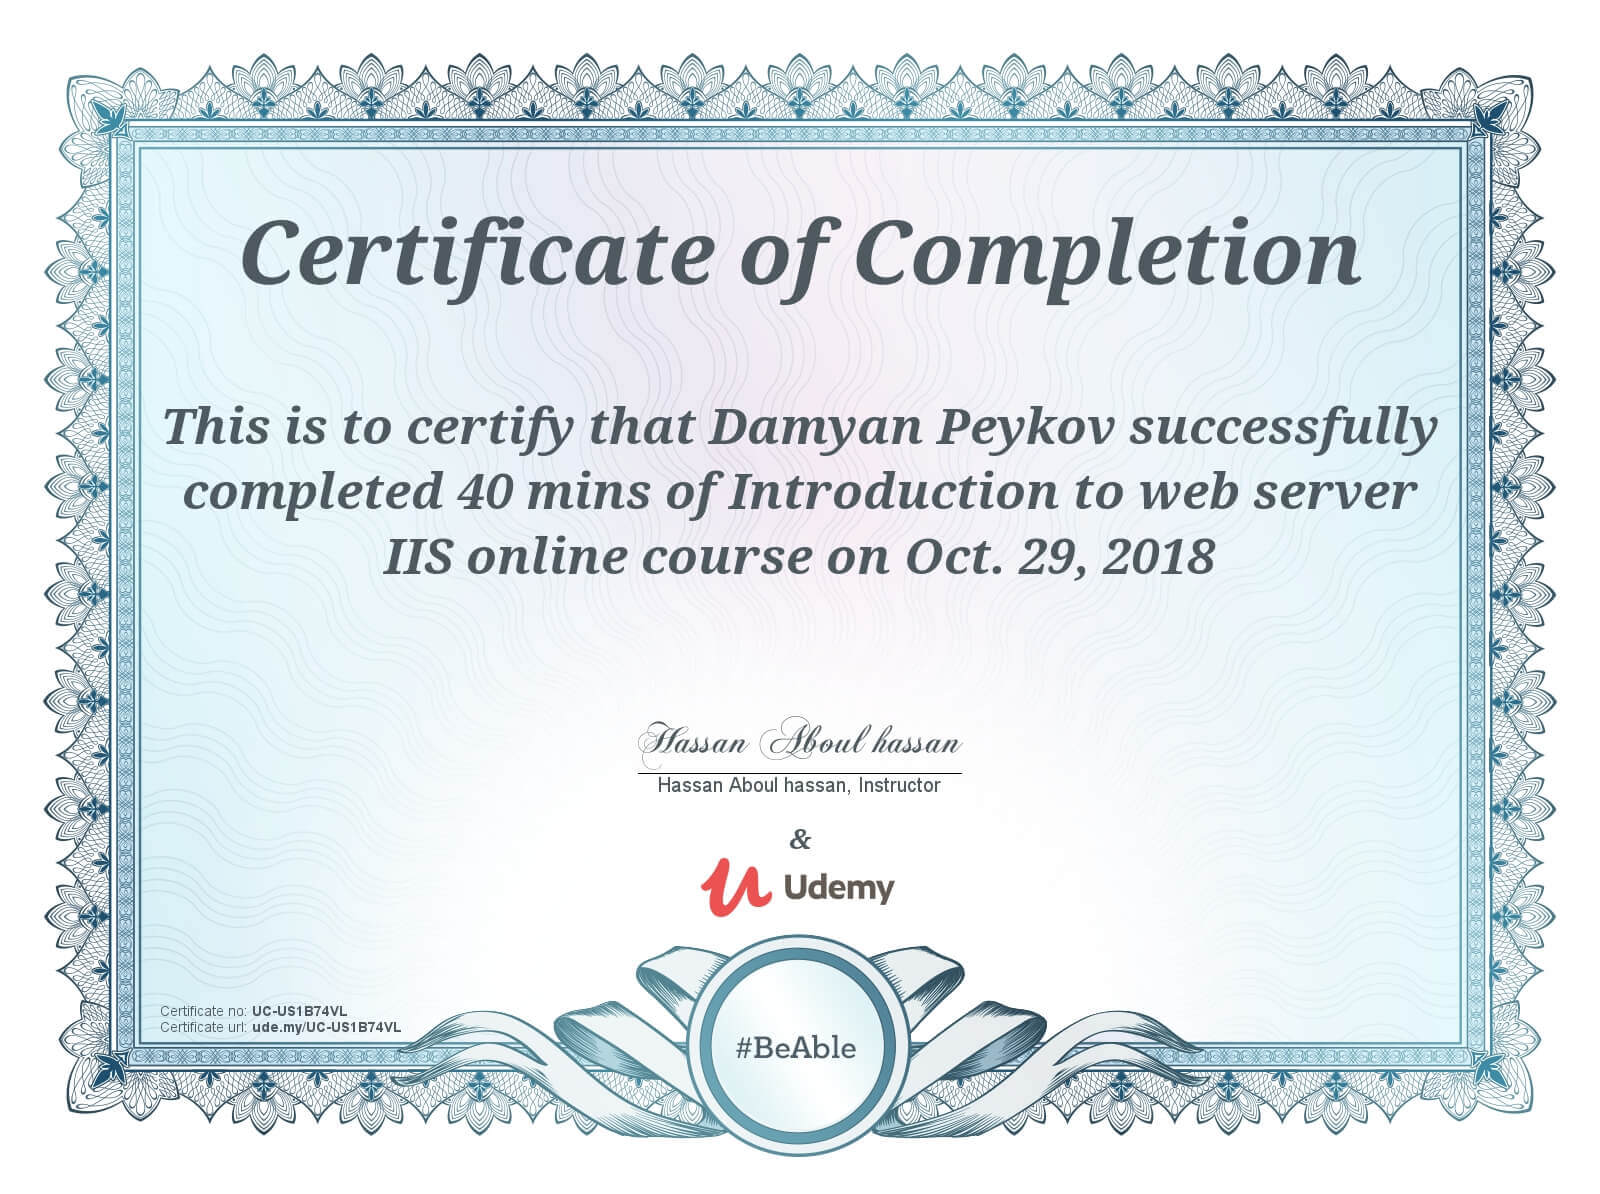 Certificate of Completion
This is to certify that Damyan Peykov successfully
completed 40 mins of Introduction to web server
IIS online course on Oct. 29, 2018
Hassan Aboul hassan
Hassan Aboul hassan, Instructor
&
Udemy
Certificate no: UC-US1B74VL
Certificate url: ude.my/UC-US1B74VL
#BeAble